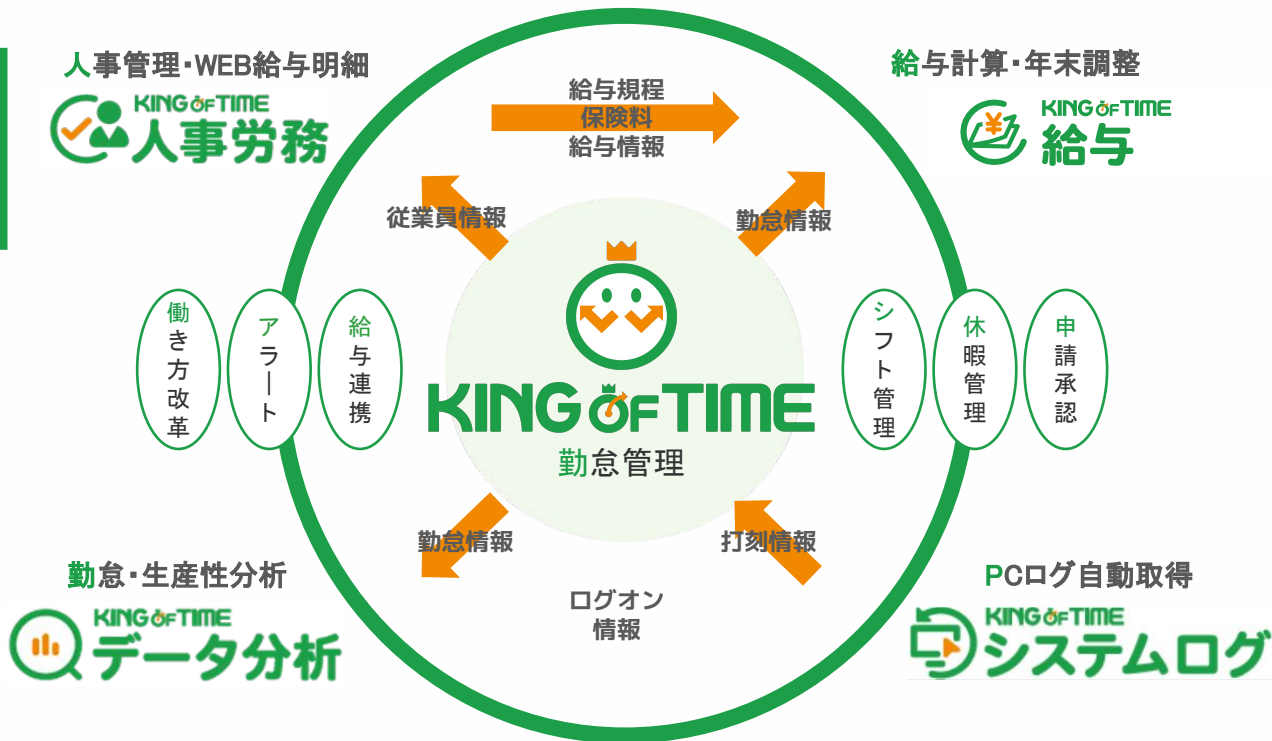 人事管理・WEB給与明細
KING OF TIME
人事労務
給与規程
保険料
給与情報
給与計算・年末調整
KING OF TIME
給与
従業員情報
勤怠情報
働き方改革
アラート
給与連携
KING OF TIME
勤怠管理
シフト管理
休暇管理
申請承認
勤怠情報
打刻情報
勤怠・生産性分析
KING OF TIME
データ分析
ログオン
情報
PCログ自動取得
KING OF TIME
システムログ